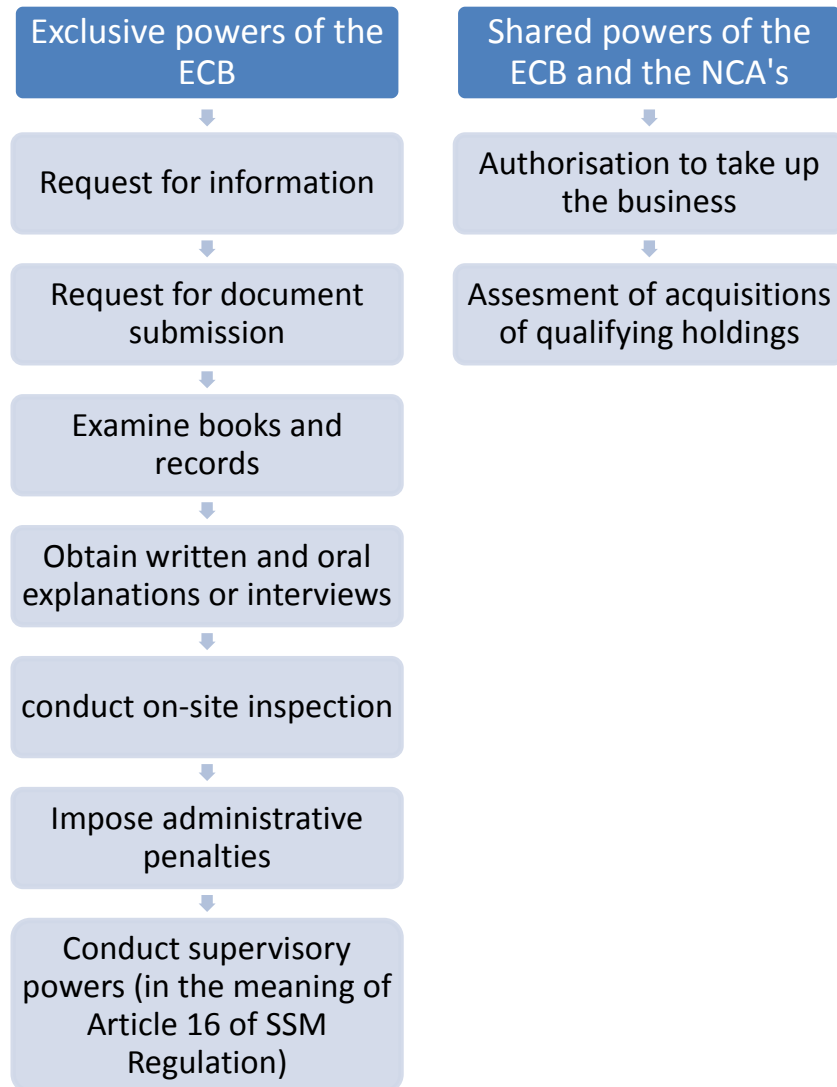 Exclusive powers of the
ECB
Request for information
Request for document
submission
Examine books and
records
Obtain written and oral
explanations or interviews
conduct on-site inspection
Impose administrative
penalties
Conduct supervisory
powers (in the meaning of
Article 16 of SSM
Regulation)
Shared powers of the
ECB and the NCA's
Authorisation to take up
the business
Assesment of acquisitions
of qualifying holdings